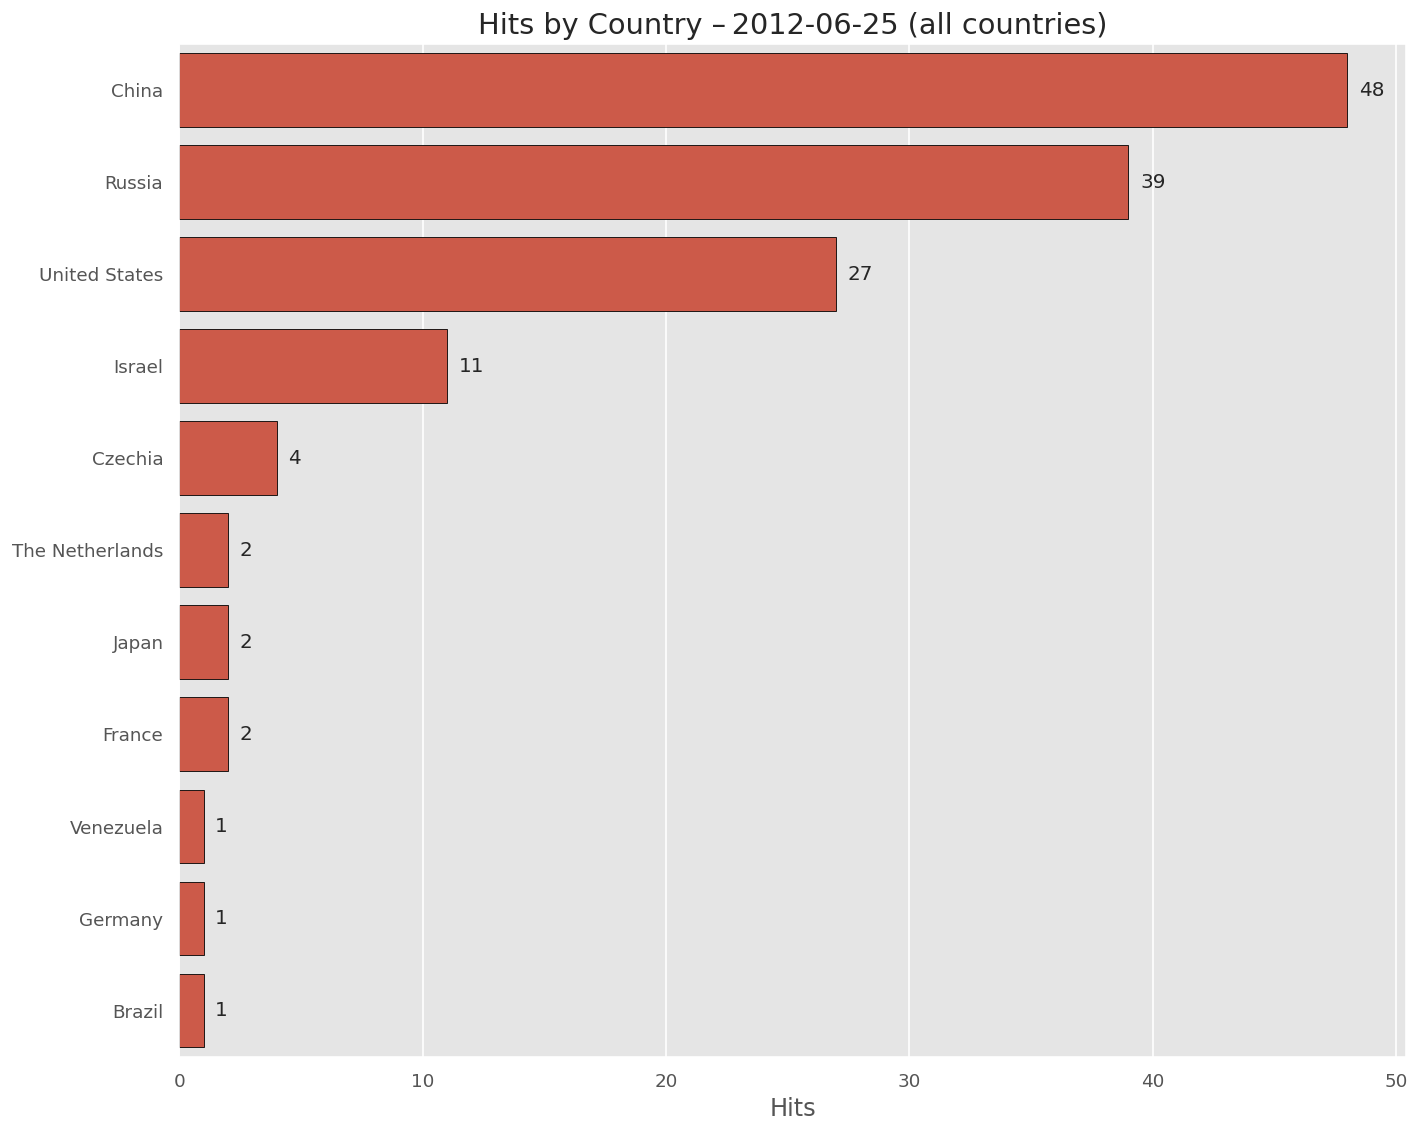 Hits by Country – 2012-06-25 (all countries)
China 48
Russia 39
United States 27
Israel 11
Czechia 4
The Netherlands 2
Japan 2
France 2
Venezuela 1
Germany 1
Brazil 1
0 10 20 30 40 50
Hits